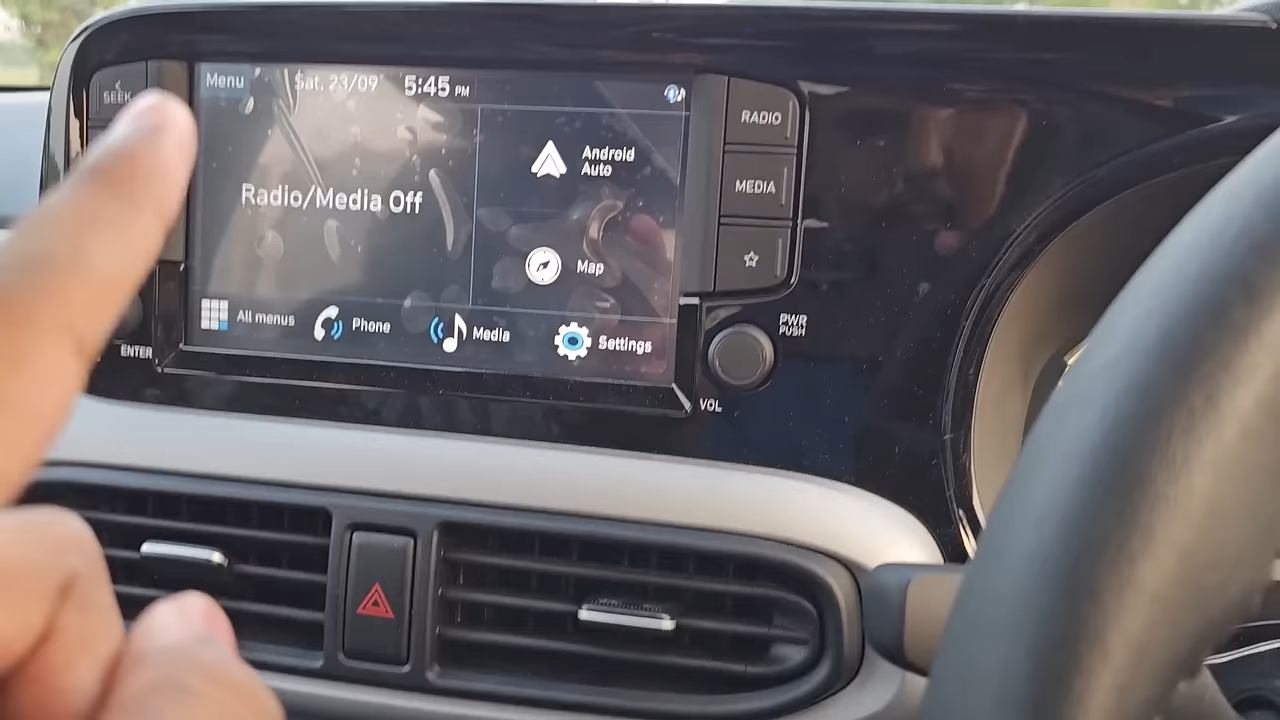 SEEK
Menu
Sat, 23/09
5:45 PM
Radio/Media Off
Android
Auto
Map
All menus
Phone
Media
Settings
RADIO
MEDIA
PWR
PUSH
VOL
ENTER